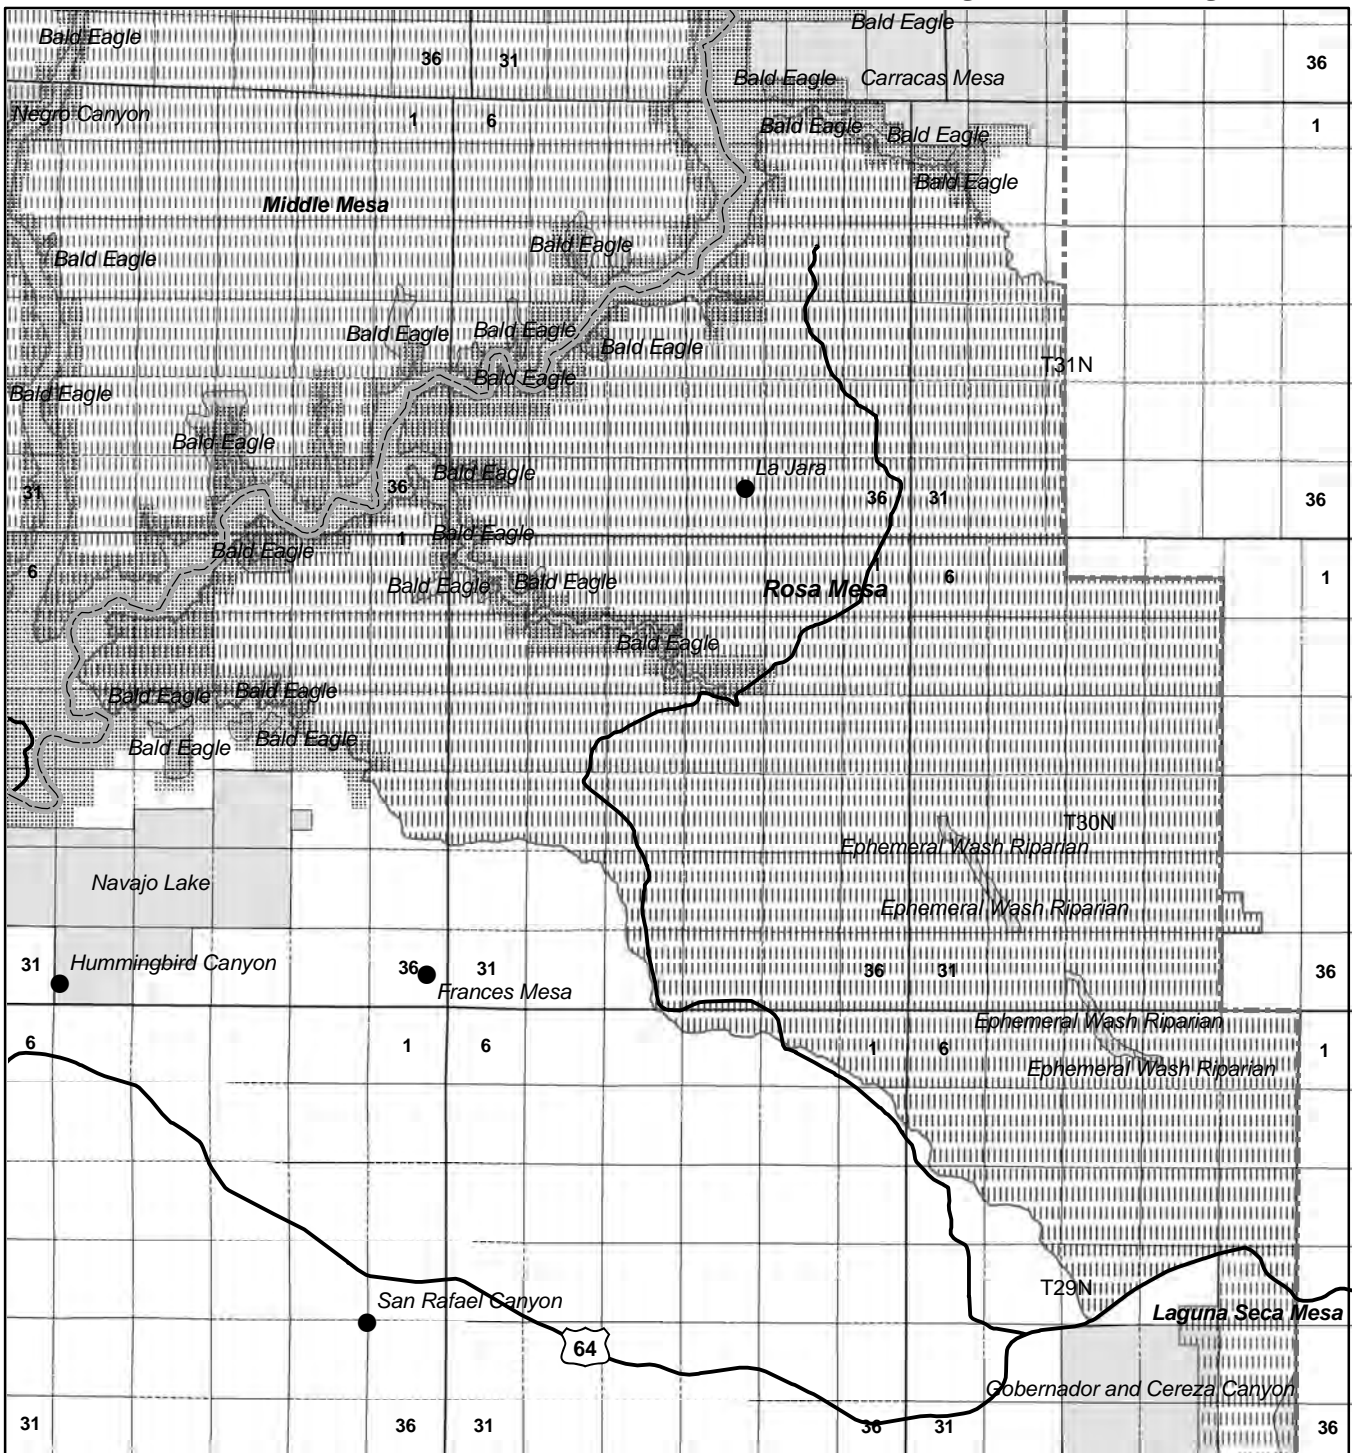 Bald Eagle
Bald Eagle
36
31
36
Bald Eagle
Carracas Mesa
Negro Canyon
1
6
Bald Eagle
Bald Eagle
1
Bald Eagle
Middle Mesa
Bald Eagle
Bald Eagle
Bald Eagle
Bald Eagle
Bald Eagle
Bald Eagle
T31N
Bald Eagle
Bald Eagle
Bald Eagle
Bald Eagle
La Jara
31
36
36
31
36
Bald Eagle
Bald Eagle
1
1
6
6
1
Bald Eagle
Bald Eagle
Rosa Mesa
Bald Eagle
Bald Eagle
Bald Eagle
Bald Eagle
Bald Eagle
T30N
Ephemeral Wash Riparian
Navajo Lake
Ephemeral Wash Riparian
31
Hummingbird Canyon
36
31
36
31
36
Frances Mesa
Ephemeral Wash Riparian
6
1
6
1
6
1
Ephemeral Wash Riparian
T29N
San Rafael Canyon
Laguna Seca Mesa
64
Gobernador and Cereza Canyon
31
36
31
36
31
36